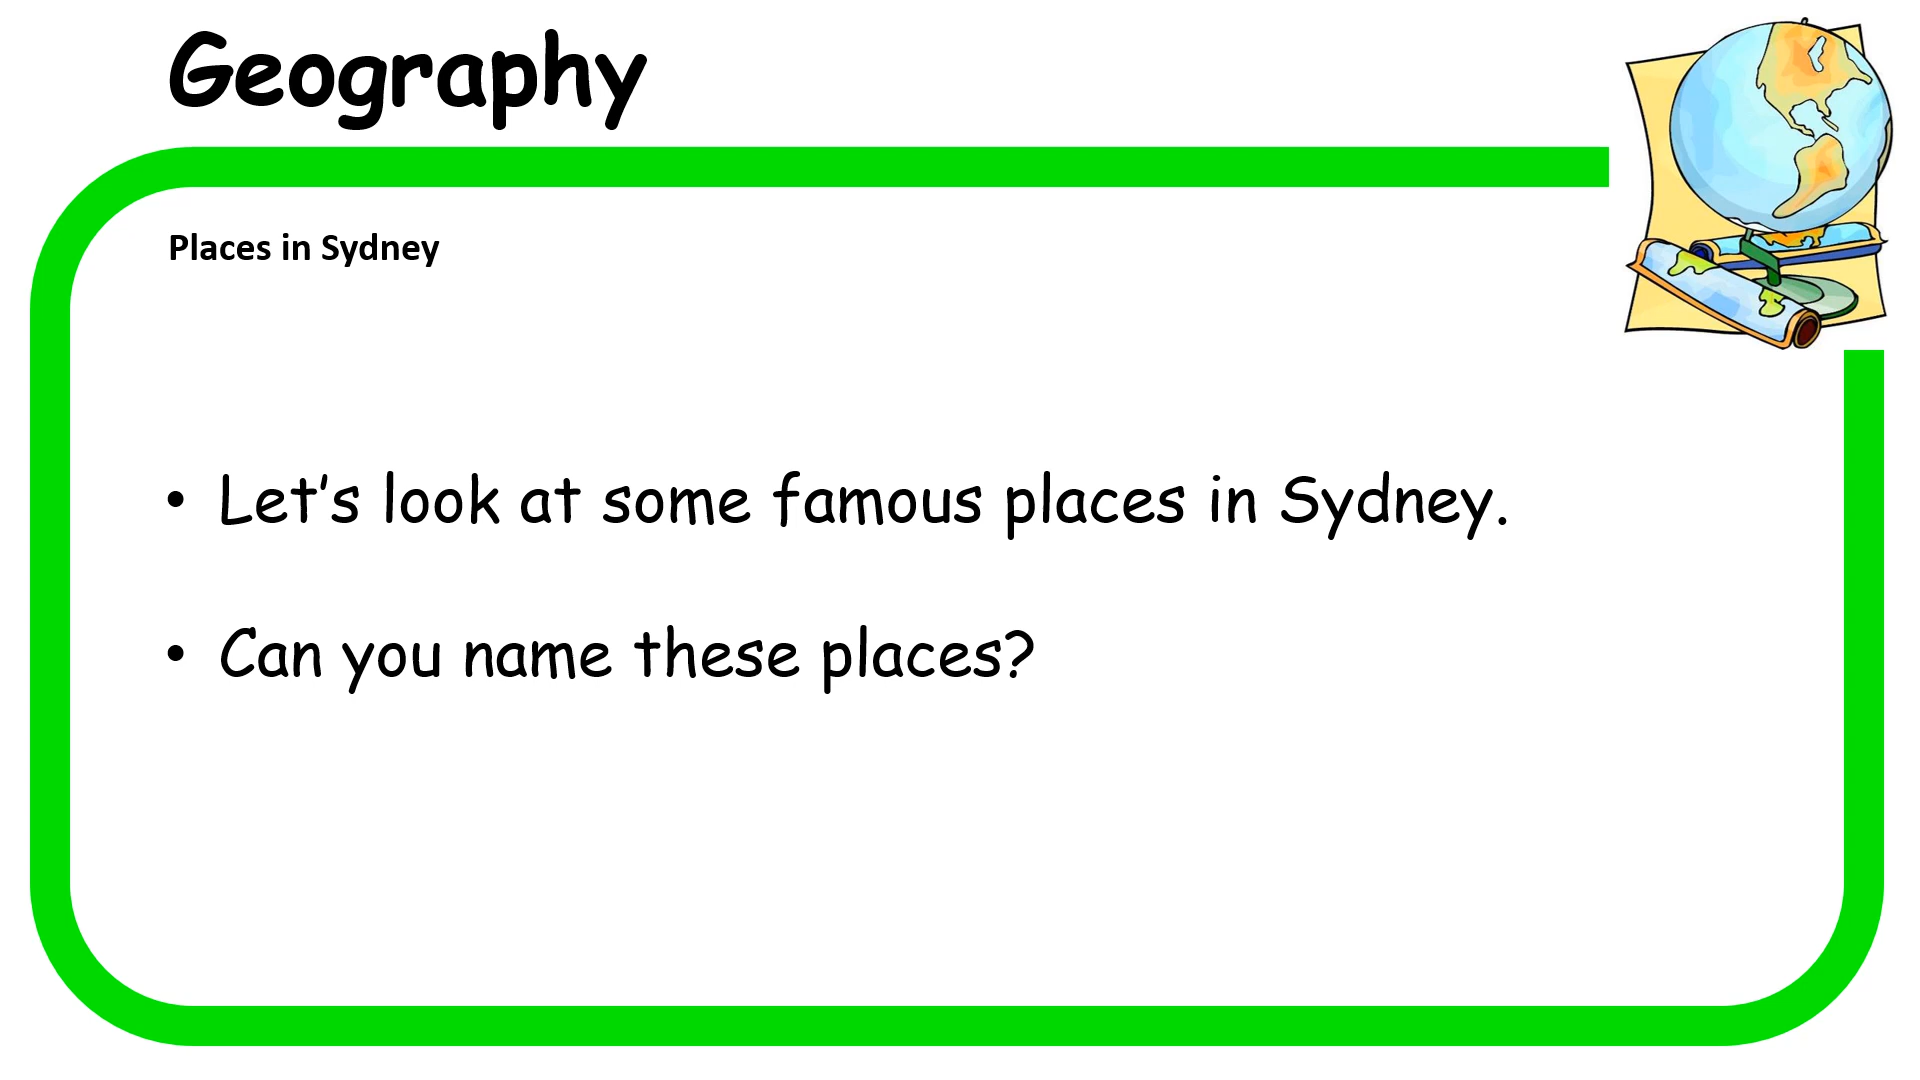 Geography
Places in Sydney
• Let’s look at some famous places in Sydney.
• Can you name these places?